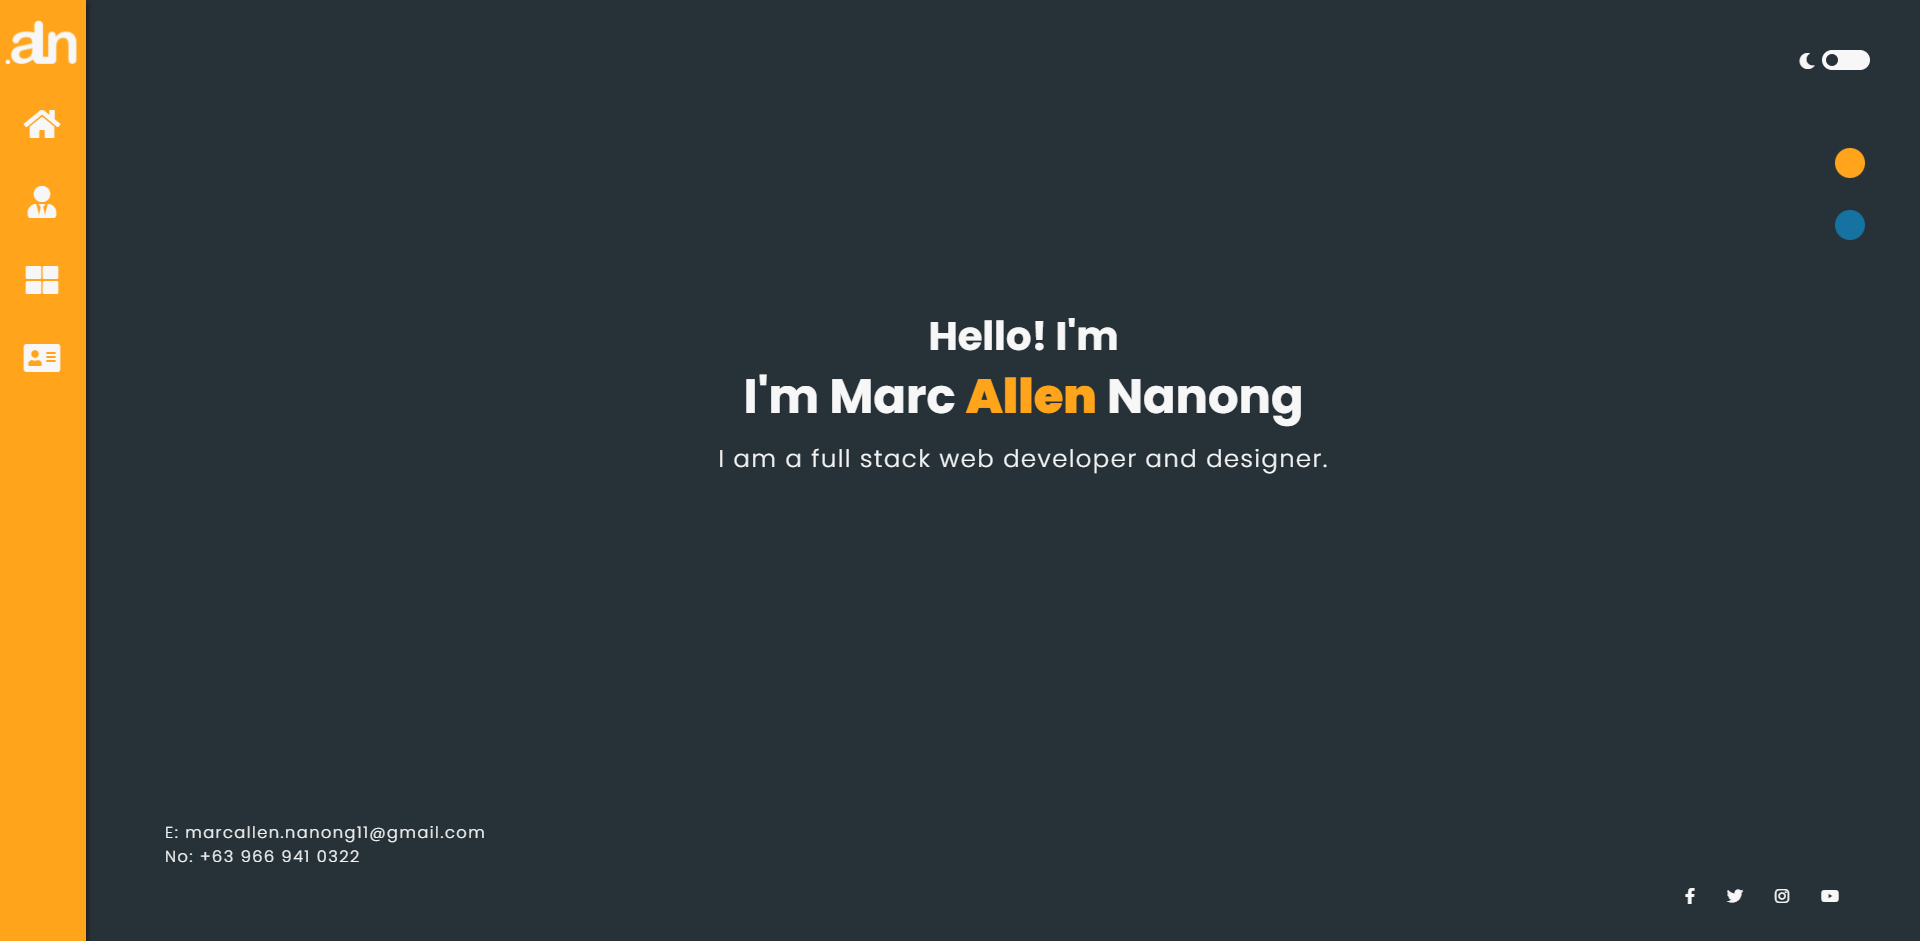 .aln
Hello! I'm
I'm Marc Allen Nanong
I am a full stack web developer and designer.
E: marcallen.nanong11@gmail.com
No: +63 966 941 0322